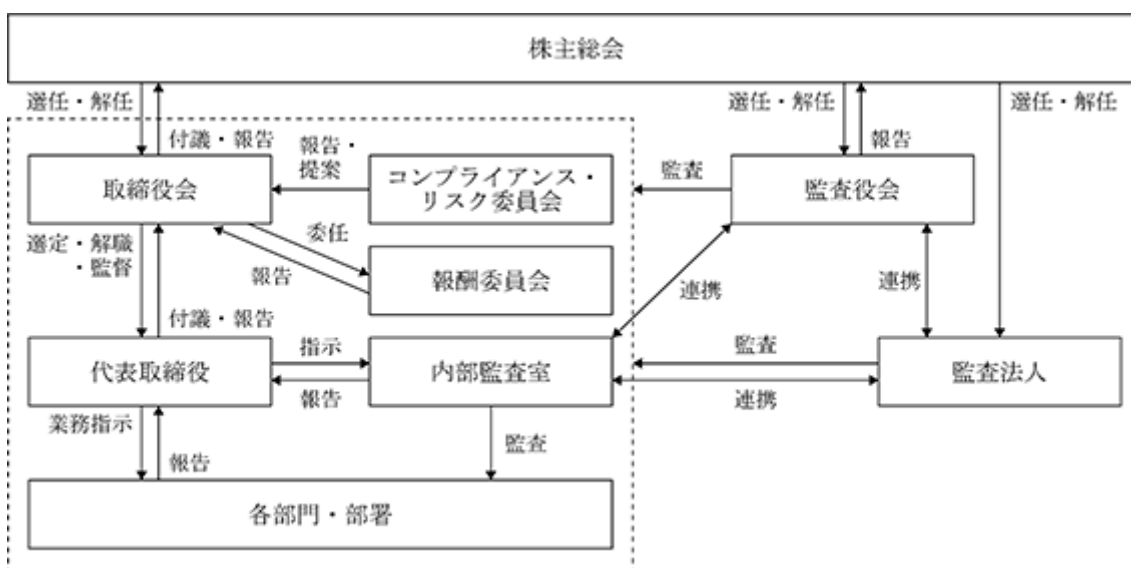 株主総会
選任・解任
付議・報告
選任・解任
報告
選任・解任
取締役会
報告・
提案
コンプライアンス・
リスク委員会
監査
監査役会
選定・解職
・監督
委任
報告
報酬委員会
連携
連携
付議・報告
代表取締役
指示
報告
内部監査室
監査
連携
監査法人
業務指示
報告
監査
各部門・部署